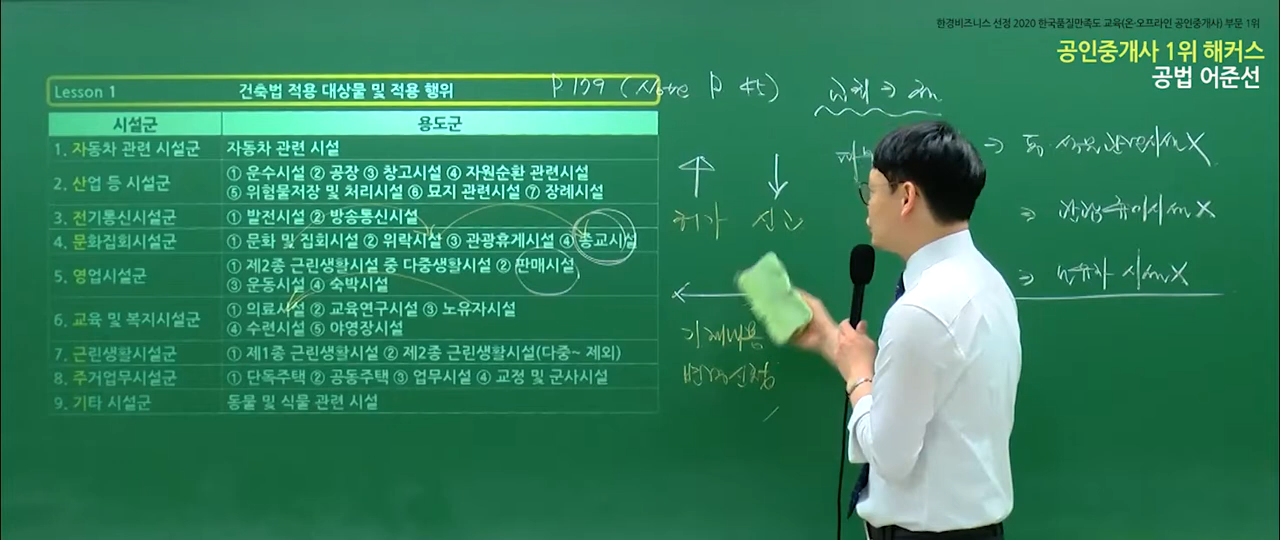 한경비즈니스 선정 2020 한국품질만족도 교육(온·오프라인 공인중개사) 부문 1위
공인중개사 1위 해커스
공법 어준선
Lesson 1 건축법 적용 대상물 및 적용 행위
시설군 용도군
1. 자동차 관련 시설군 자동차 관련 시설
2. 산업 등 시설군 ① 운수시설 ② 공장 ③ 창고시설 ④ 자원순환 관련시설
⑤ 위험물저장 및 처리시설 ⑥ 묘지 관련시설 ⑦ 장례시설
3. 전기통신시설군 ① 발전시설 ② 방송통신시설
4. 문화집회시설군 ① 문화 및 집회시설 ② 위락시설 ③ 관광휴게시설 ④ 종교시설
5. 영업시설군 ① 제2종 근린생활시설 중 다중생활시설 ② 판매시설
③ 운동시설 ④ 숙박시설
6. 교육 및 복지시설군 ① 의료시설 ② 교육연구시설 ③ 노유자시설
④ 수련시설 ⑤ 야영장시설
7. 근린생활시설군 ① 제1종 근린생활시설 ② 제2종 근린생활시설(다중~ 제외)
8. 주거업무시설군 ① 단독주택 ② 공동주택 ③ 업무시설 ④ 교정 및 군사시설
9. 기타 시설군 동물 및 식물 관련 시설
허가 신고
기재내용
변경신청